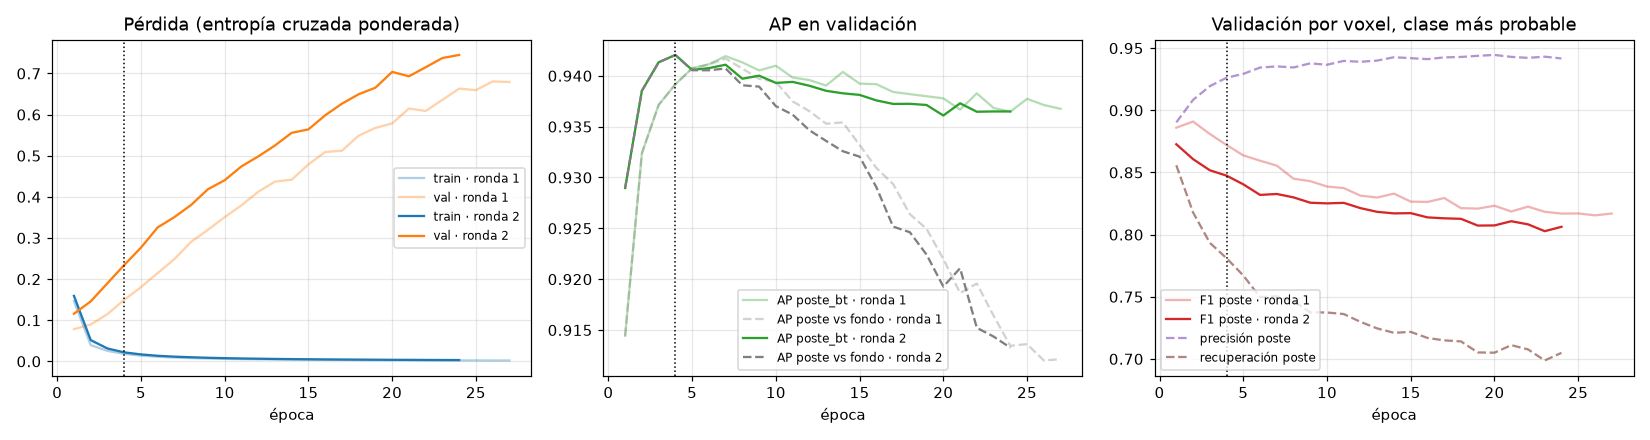 Pérdida (entropía cruzada ponderada)
0.7
0.6
0.5
0.4
0.3
0.2
0.1
0.0
train · ronda 1
val · ronda 1
train · ronda 2
val · ronda 2
0
5
10
15
20
25
época
AP en validación
0.940
0.935
0.930
0.925
0.920
0.915
AP poste_bt · ronda 1
AP poste vs fondo · ronda 1
AP poste_bt · ronda 2
AP poste vs fondo · ronda 2
0
5
10
15
20
25
época
Validación por voxel, clase más probable
0.95
0.90
0.85
0.80
0.75
0.70
F1 poste · ronda 1
F1 poste · ronda 2
precisión poste
recuperación poste
0
5
10
15
20
25
época